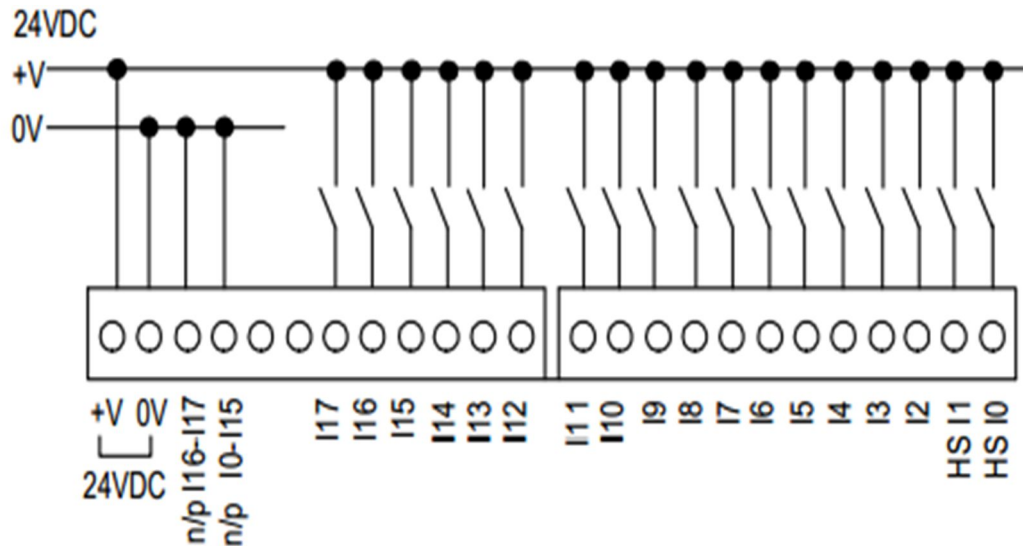 24VDC
+V
0V
+V 0V n/p I16-I17 n/p I0-I15 I17 I16 I15 I14 I13 I12 I11 I10 I9 I8 I7 I6 I5 I4 I3 I2 HS I1 HS I0
24VDC